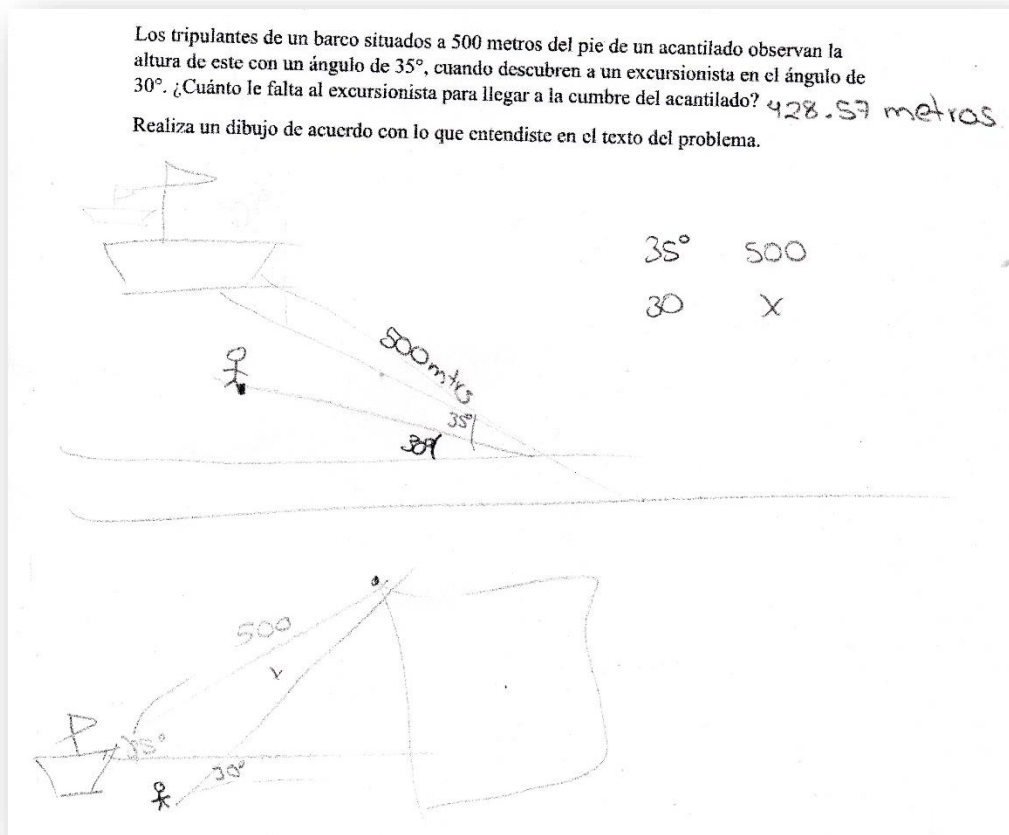 Los tripulantes de un barco situados a 500 metros del pie de un acantilado observan la
altura de este con un ángulo de 35°, cuando descubren a un excursionista en el ángulo de
30°. ¿Cuánto le falta al excursionista para llegar a la cumbre del acantilado? 428.57 metros
Realiza un dibujo de acuerdo con lo que entendiste en el texto del problema.
35° 500
30 X
500 mtrs
35°
30°
500
x
35°
30°